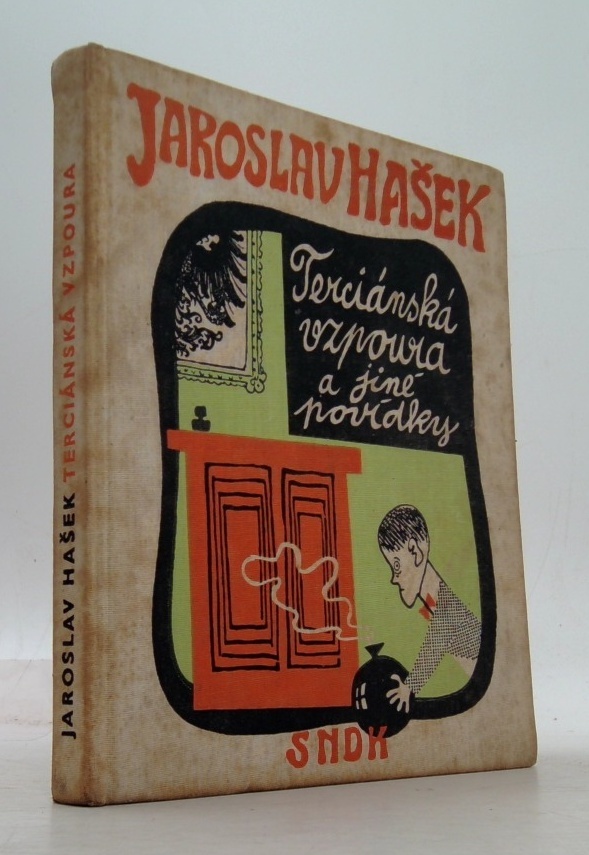 JAROSLAV HAŠEK
Terciánská
vzpoura
a jiné
povídky
SNDK
JAROSLAV HAŠEK TERCIÁNSKÁ VZPOURA